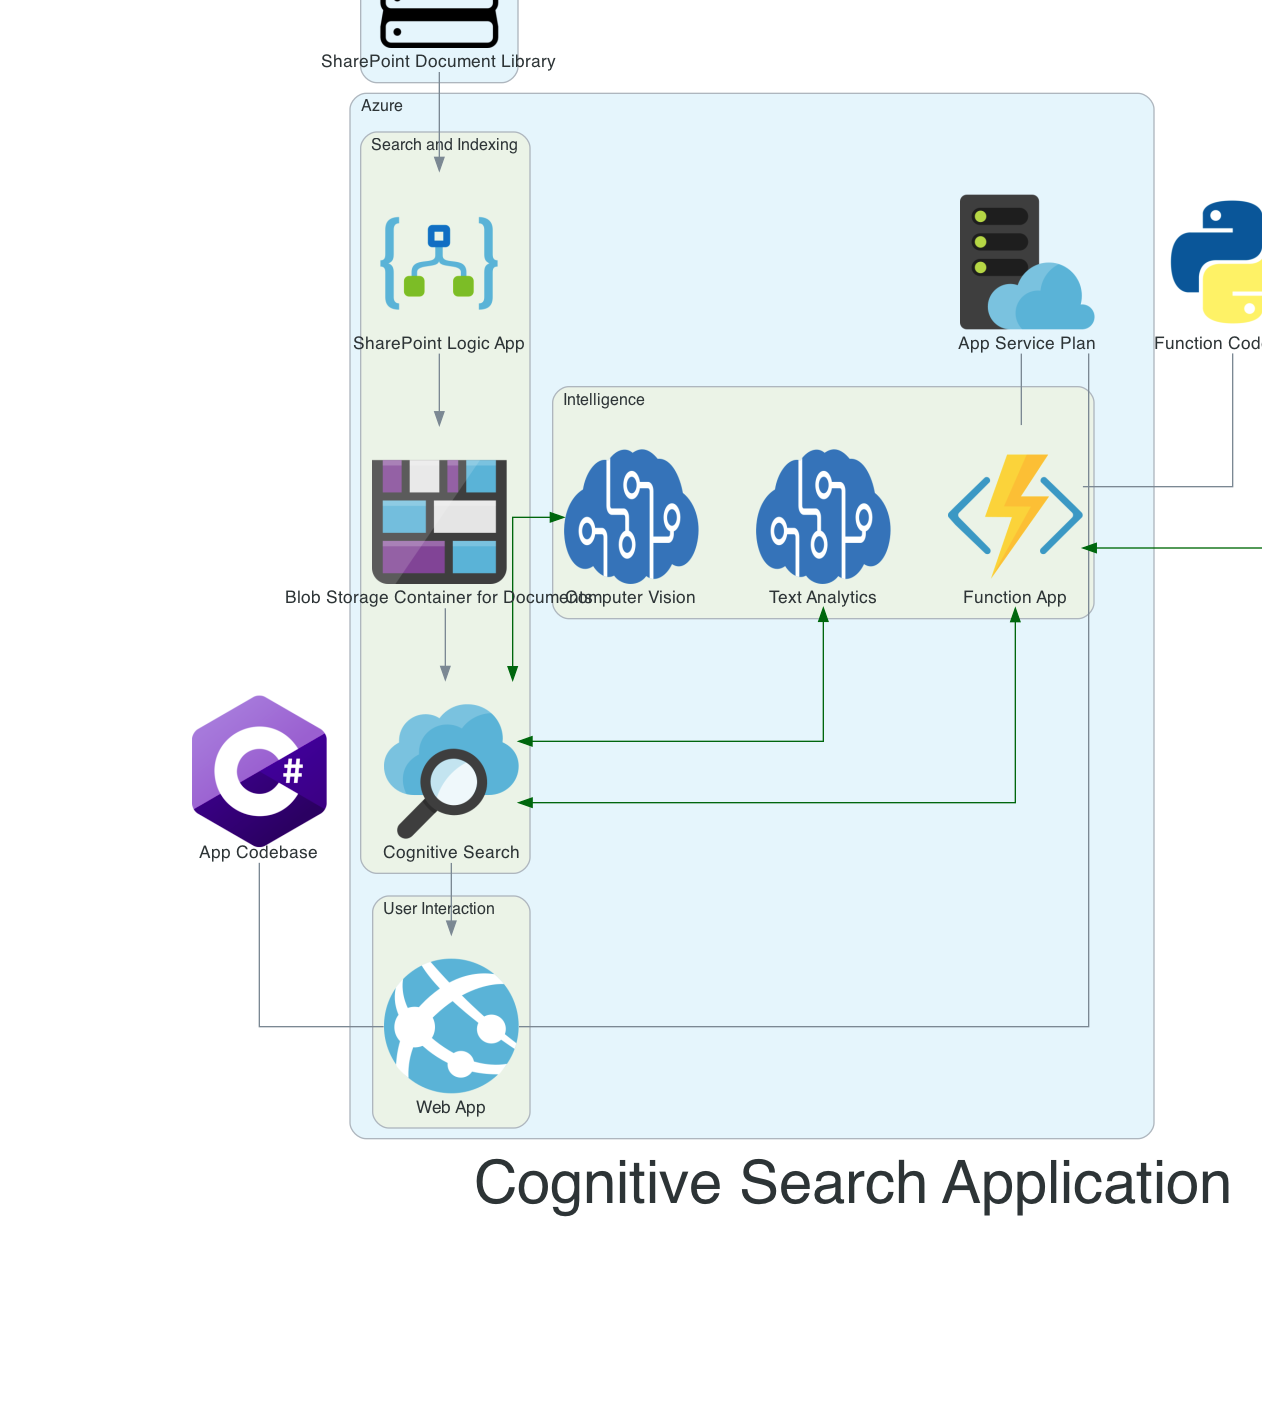 SharePoint Document Library
Azure
Search and Indexing
SharePoint Logic App
App Service Plan
Function
Intelligence
Blob Storage Container for Documents
Computer Vision
Text Analytics
Function App
#
App Codebase
Cognitive Search
User Interaction
Web App
Cognitive Search Application